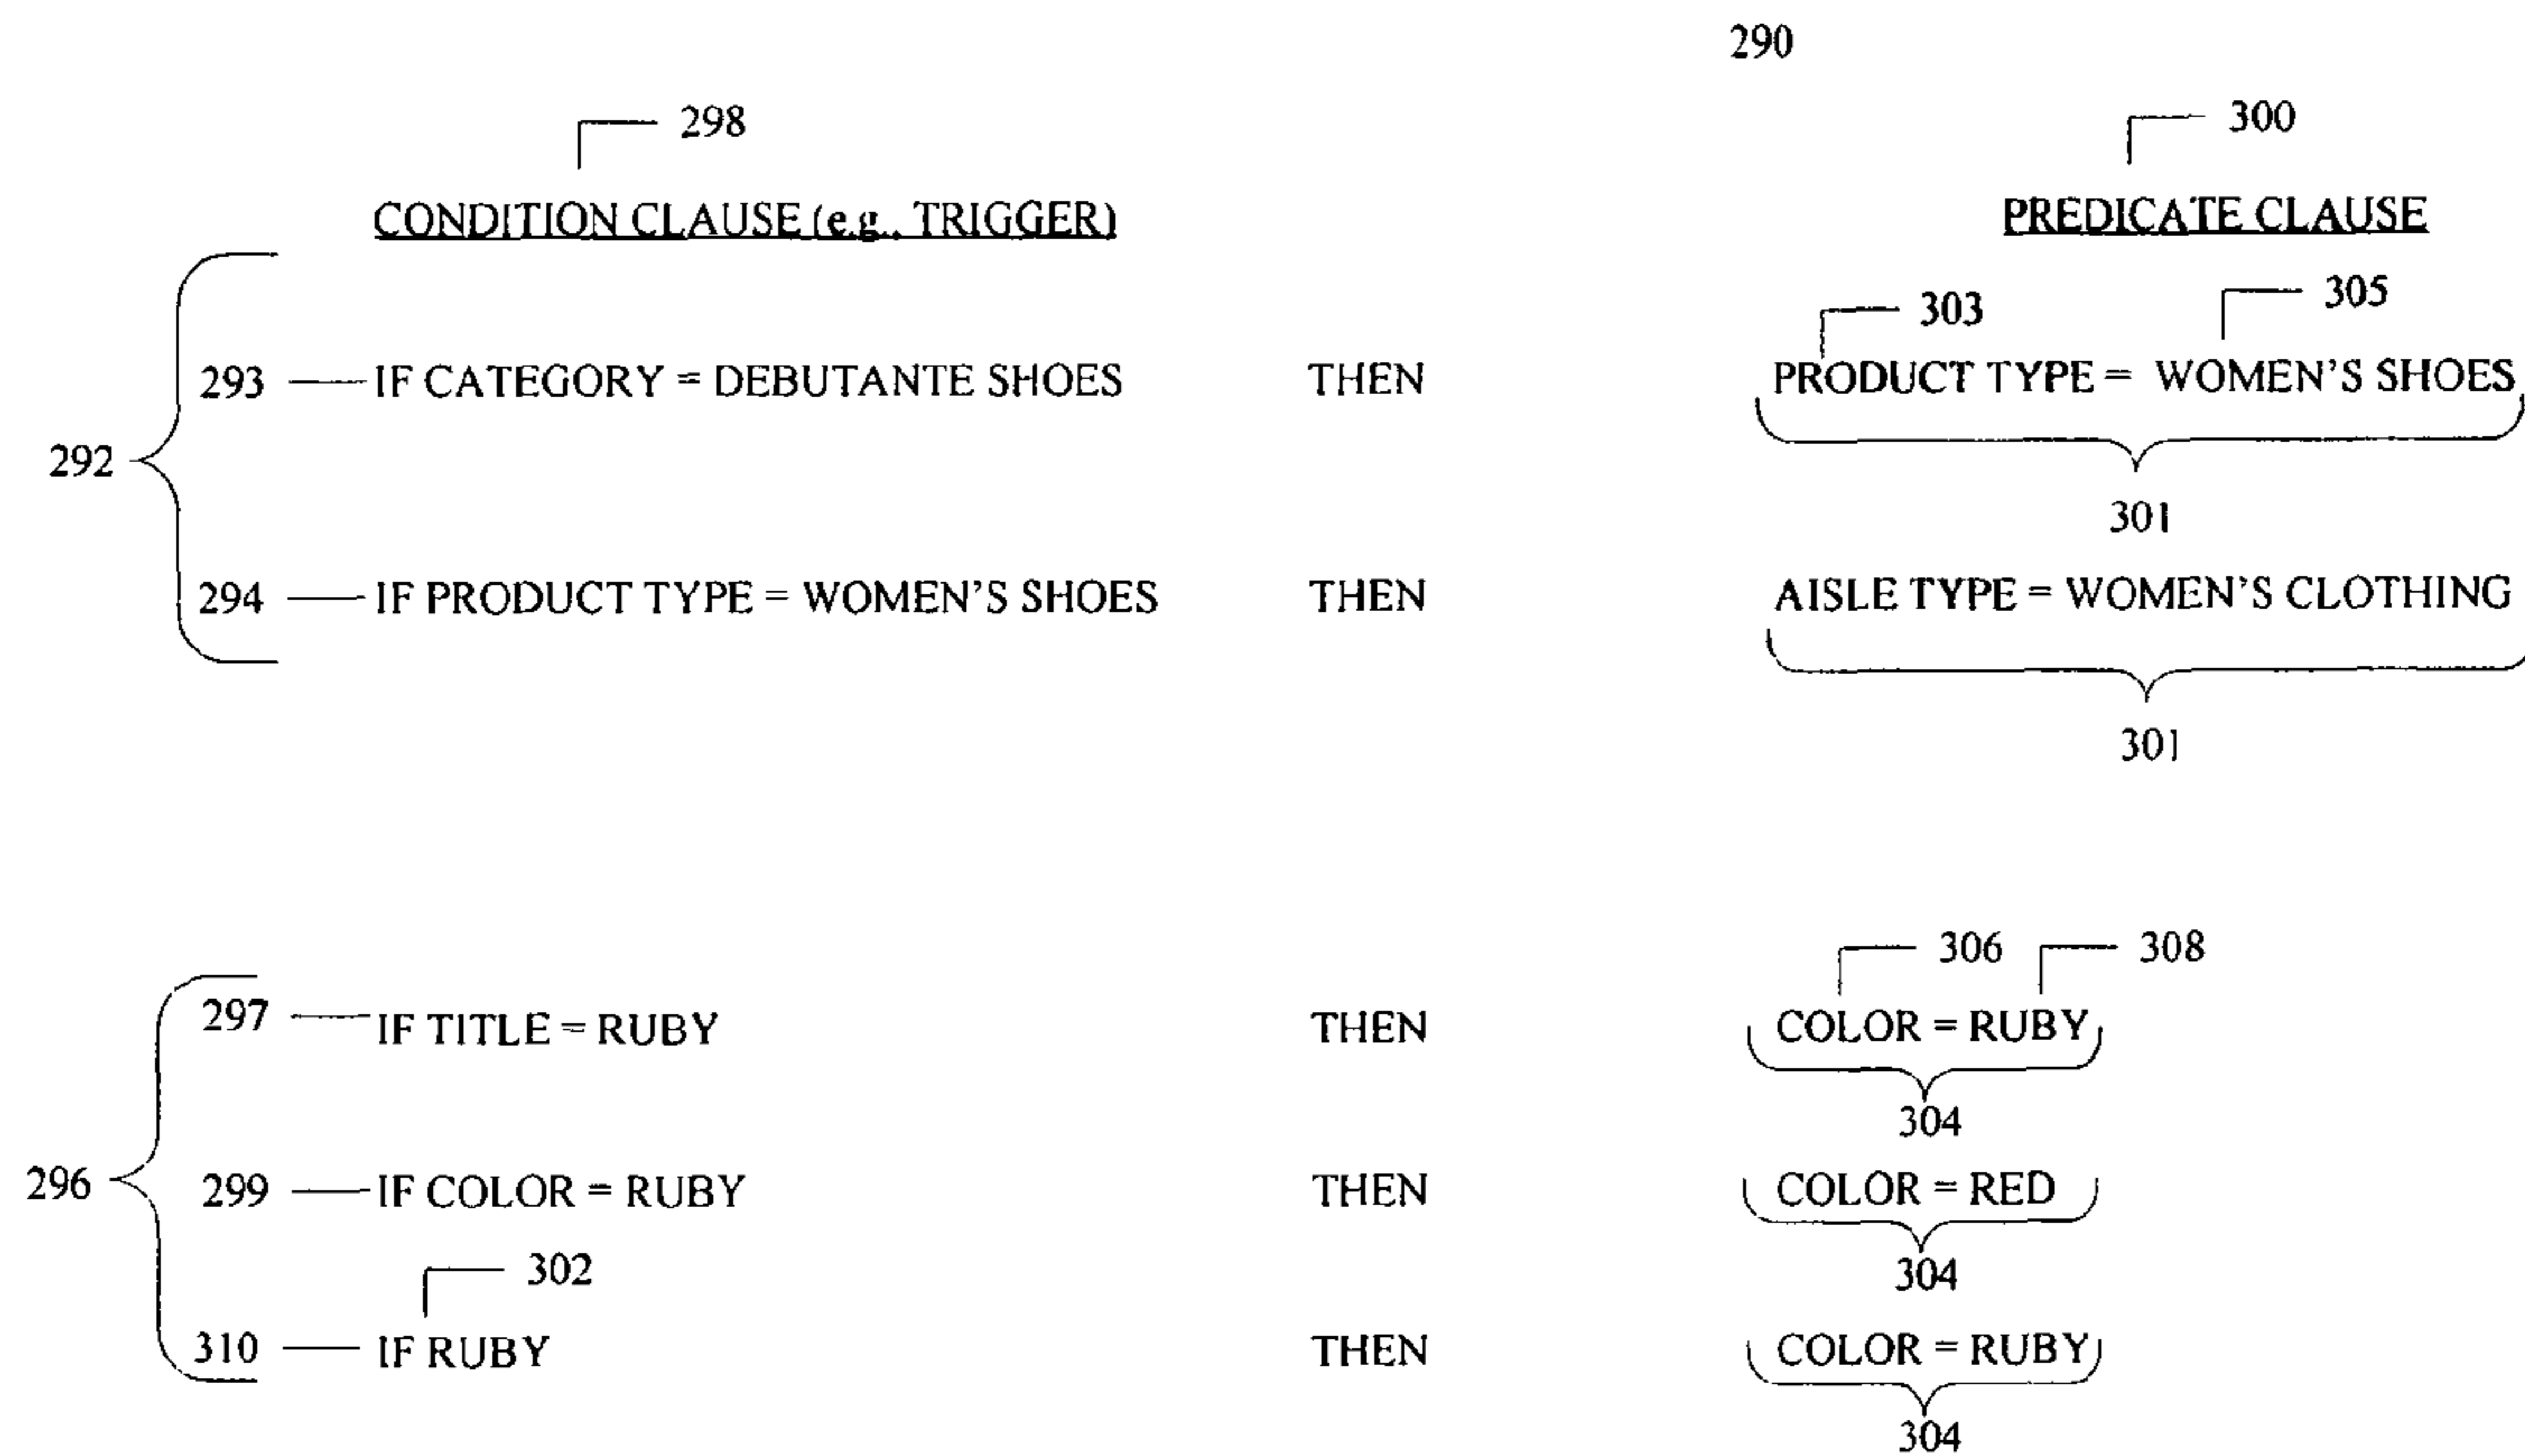 290
298
300
CONDITION CLAUSE (e.g., TRIGGER)
PREDICATE CLAUSE
303
305
293 IF CATEGORY = DEBUTANTE SHOES THEN PRODUCT TYPE = WOMEN'S SHOES
292
301
294 IF PRODUCT TYPE = WOMEN'S SHOES THEN AISLE TYPE = WOMEN'S CLOTHING
301
306
308
297 IF TITLE = RUBY THEN COLOR = RUBY
304
296
299 IF COLOR = RUBY THEN COLOR = RED
302
304
310 IF RUBY THEN COLOR = RUBY
304